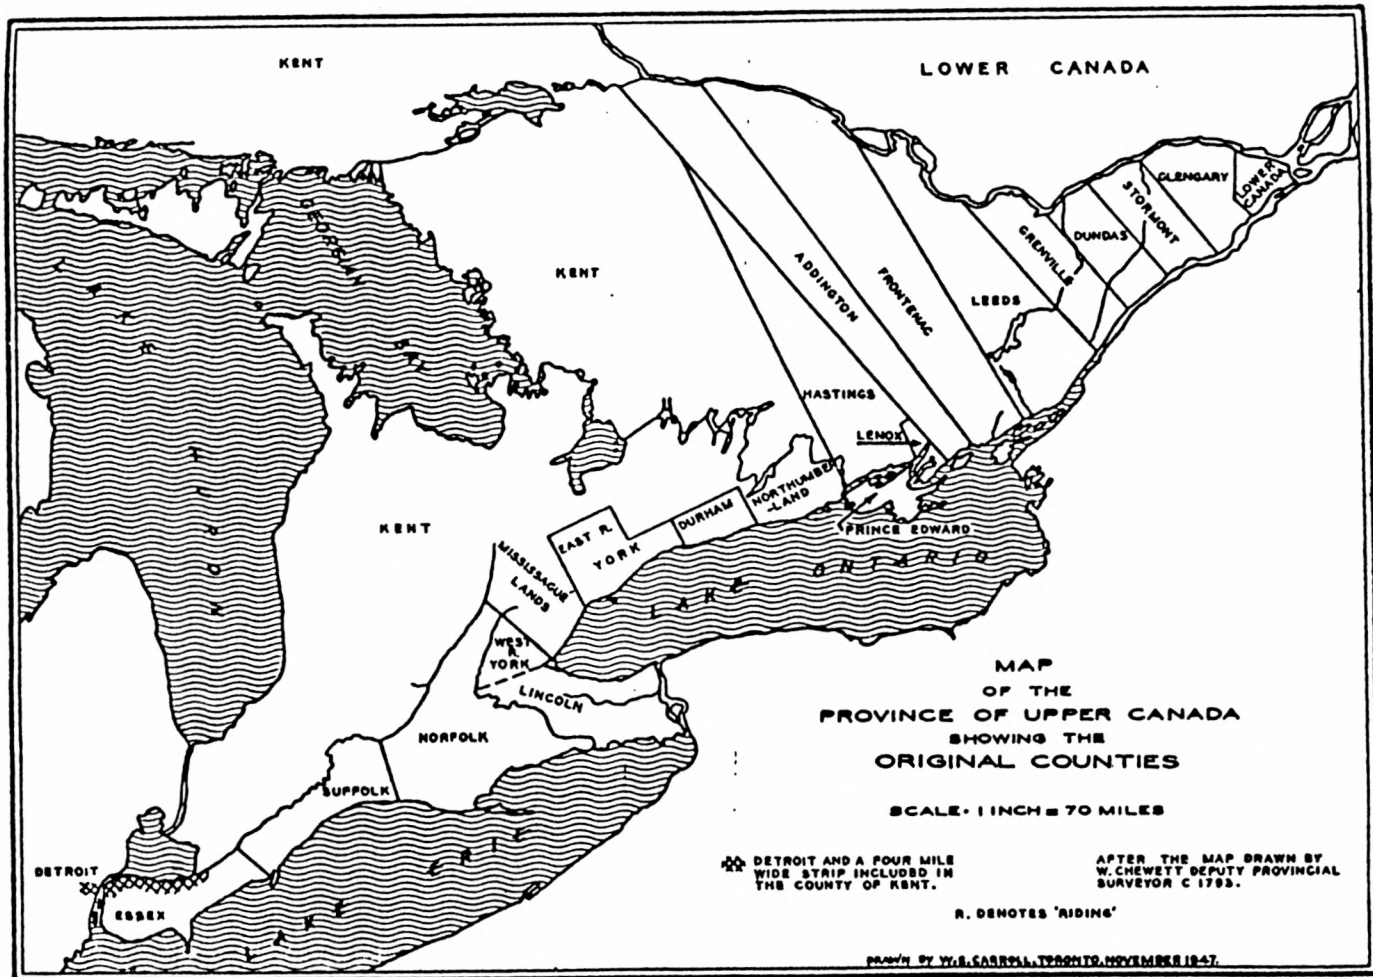 KENT
LOWER CANADA
GLENGARY
LOWER
CANADA
STORMONT
DUNDAS
GRENVILLE
GEORGIAN
BAY
LAKE
HURON
KENT
ADDINGTON
FRONTENAC
LEEDS
HASTINGS
LENOX
NORTHUMBER
-LAND
DURHAM
PRINCE EDWARD
KENT
EAST R.
YORK
MISSISSAGUE
LANDS
LAKE ONTARIO
WEST
R.
YORK
LINCOLN
NORFOLK
SUFFOLK
DETROIT
ESSEX
LAKE ERIE
MAP
OF THE
PROVINCE OF UPPER CANADA
SHOWING THE
ORIGINAL COUNTIES
SCALE · 1 INCH = 70 MILES
DETROIT AND A FOUR MILE
WIDE STRIP INCLUDED IN
THE COUNTY OF KENT.
AFTER THE MAP DRAWN BY
W. CHEWETT DEPUTY PROVINCIAL
SURVEYOR C 1793.
R. DENOTES 'RIDING'
DRAWN BY W.S. CARROLL, TORONTO, NOVEMBER 1947.